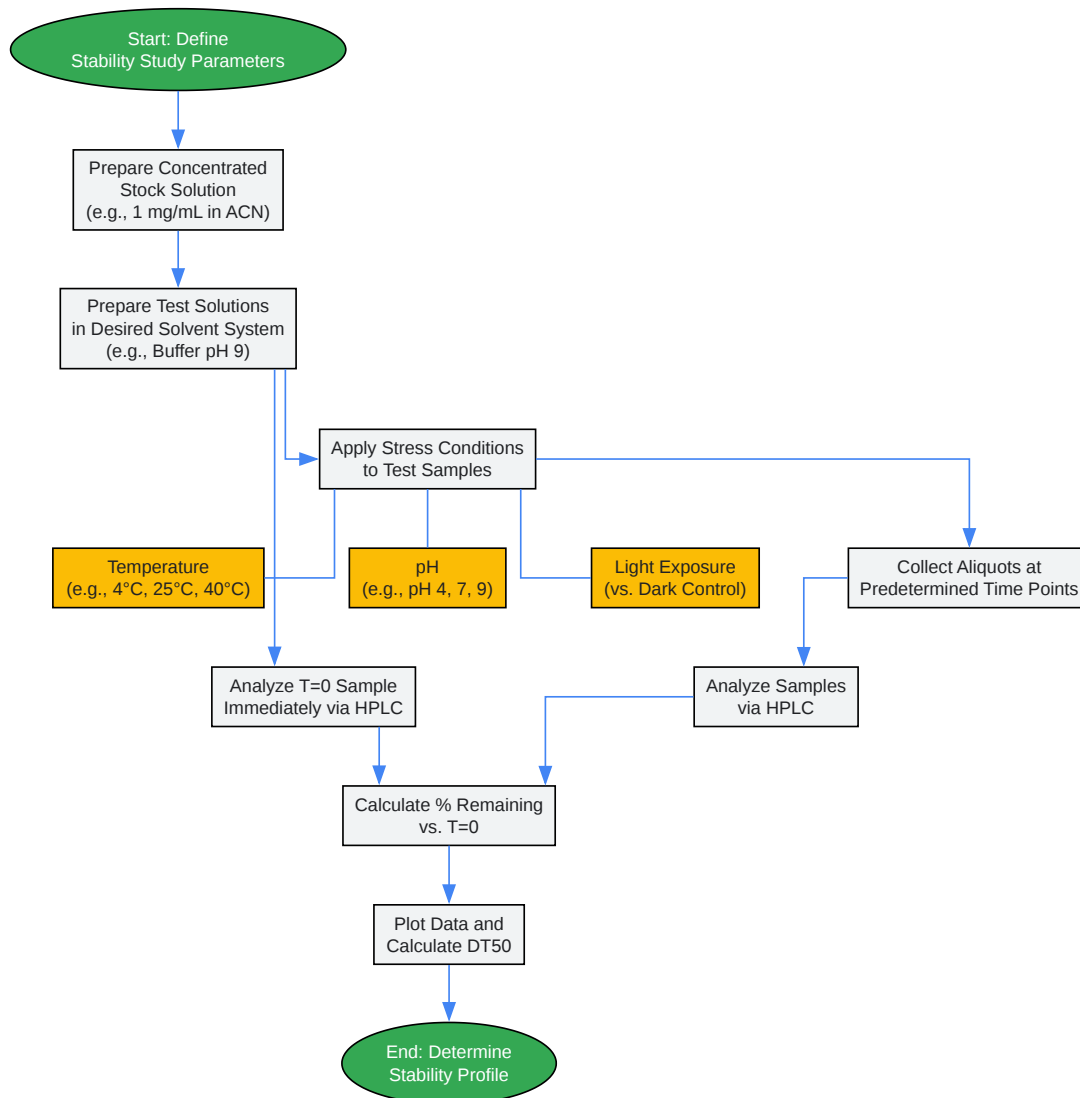 Start: Define
Stability Study Parameters
Prepare Concentrated
Stock Solution
(e.g., 1 mg/mL in ACN)
Prepare Test Solutions
in Desired Solvent System
(e.g., Buffer pH 9)
Apply Stress Conditions
to Test Samples
Temperature
(e.g., 4°C, 25°C, 40°C)
pH
(e.g., pH 4, 7, 9)
Light Exposure
(vs. Dark Control)
Collect Aliquots at
Predetermined Time Points
Analyze T=0 Sample
Immediately via HPLC
Analyze Samples
via HPLC
Calculate % Remaining
vs. T=0
Plot Data and
Calculate DT50
End: Determine
Stability Profile